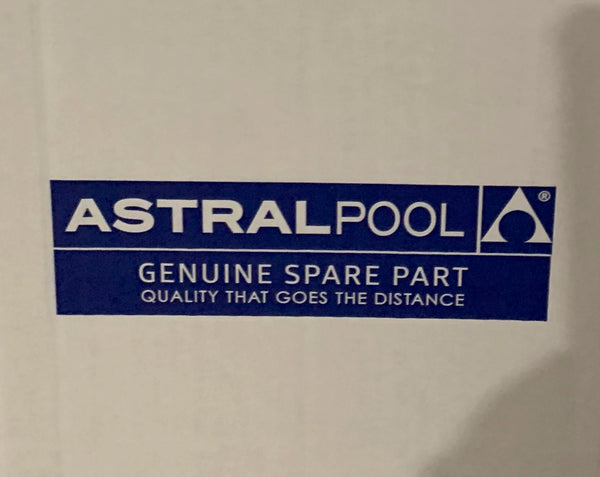 ASTRALPOOL ®
GENUINE SPARE PART
QUALITY THAT GOES THE DISTANCE